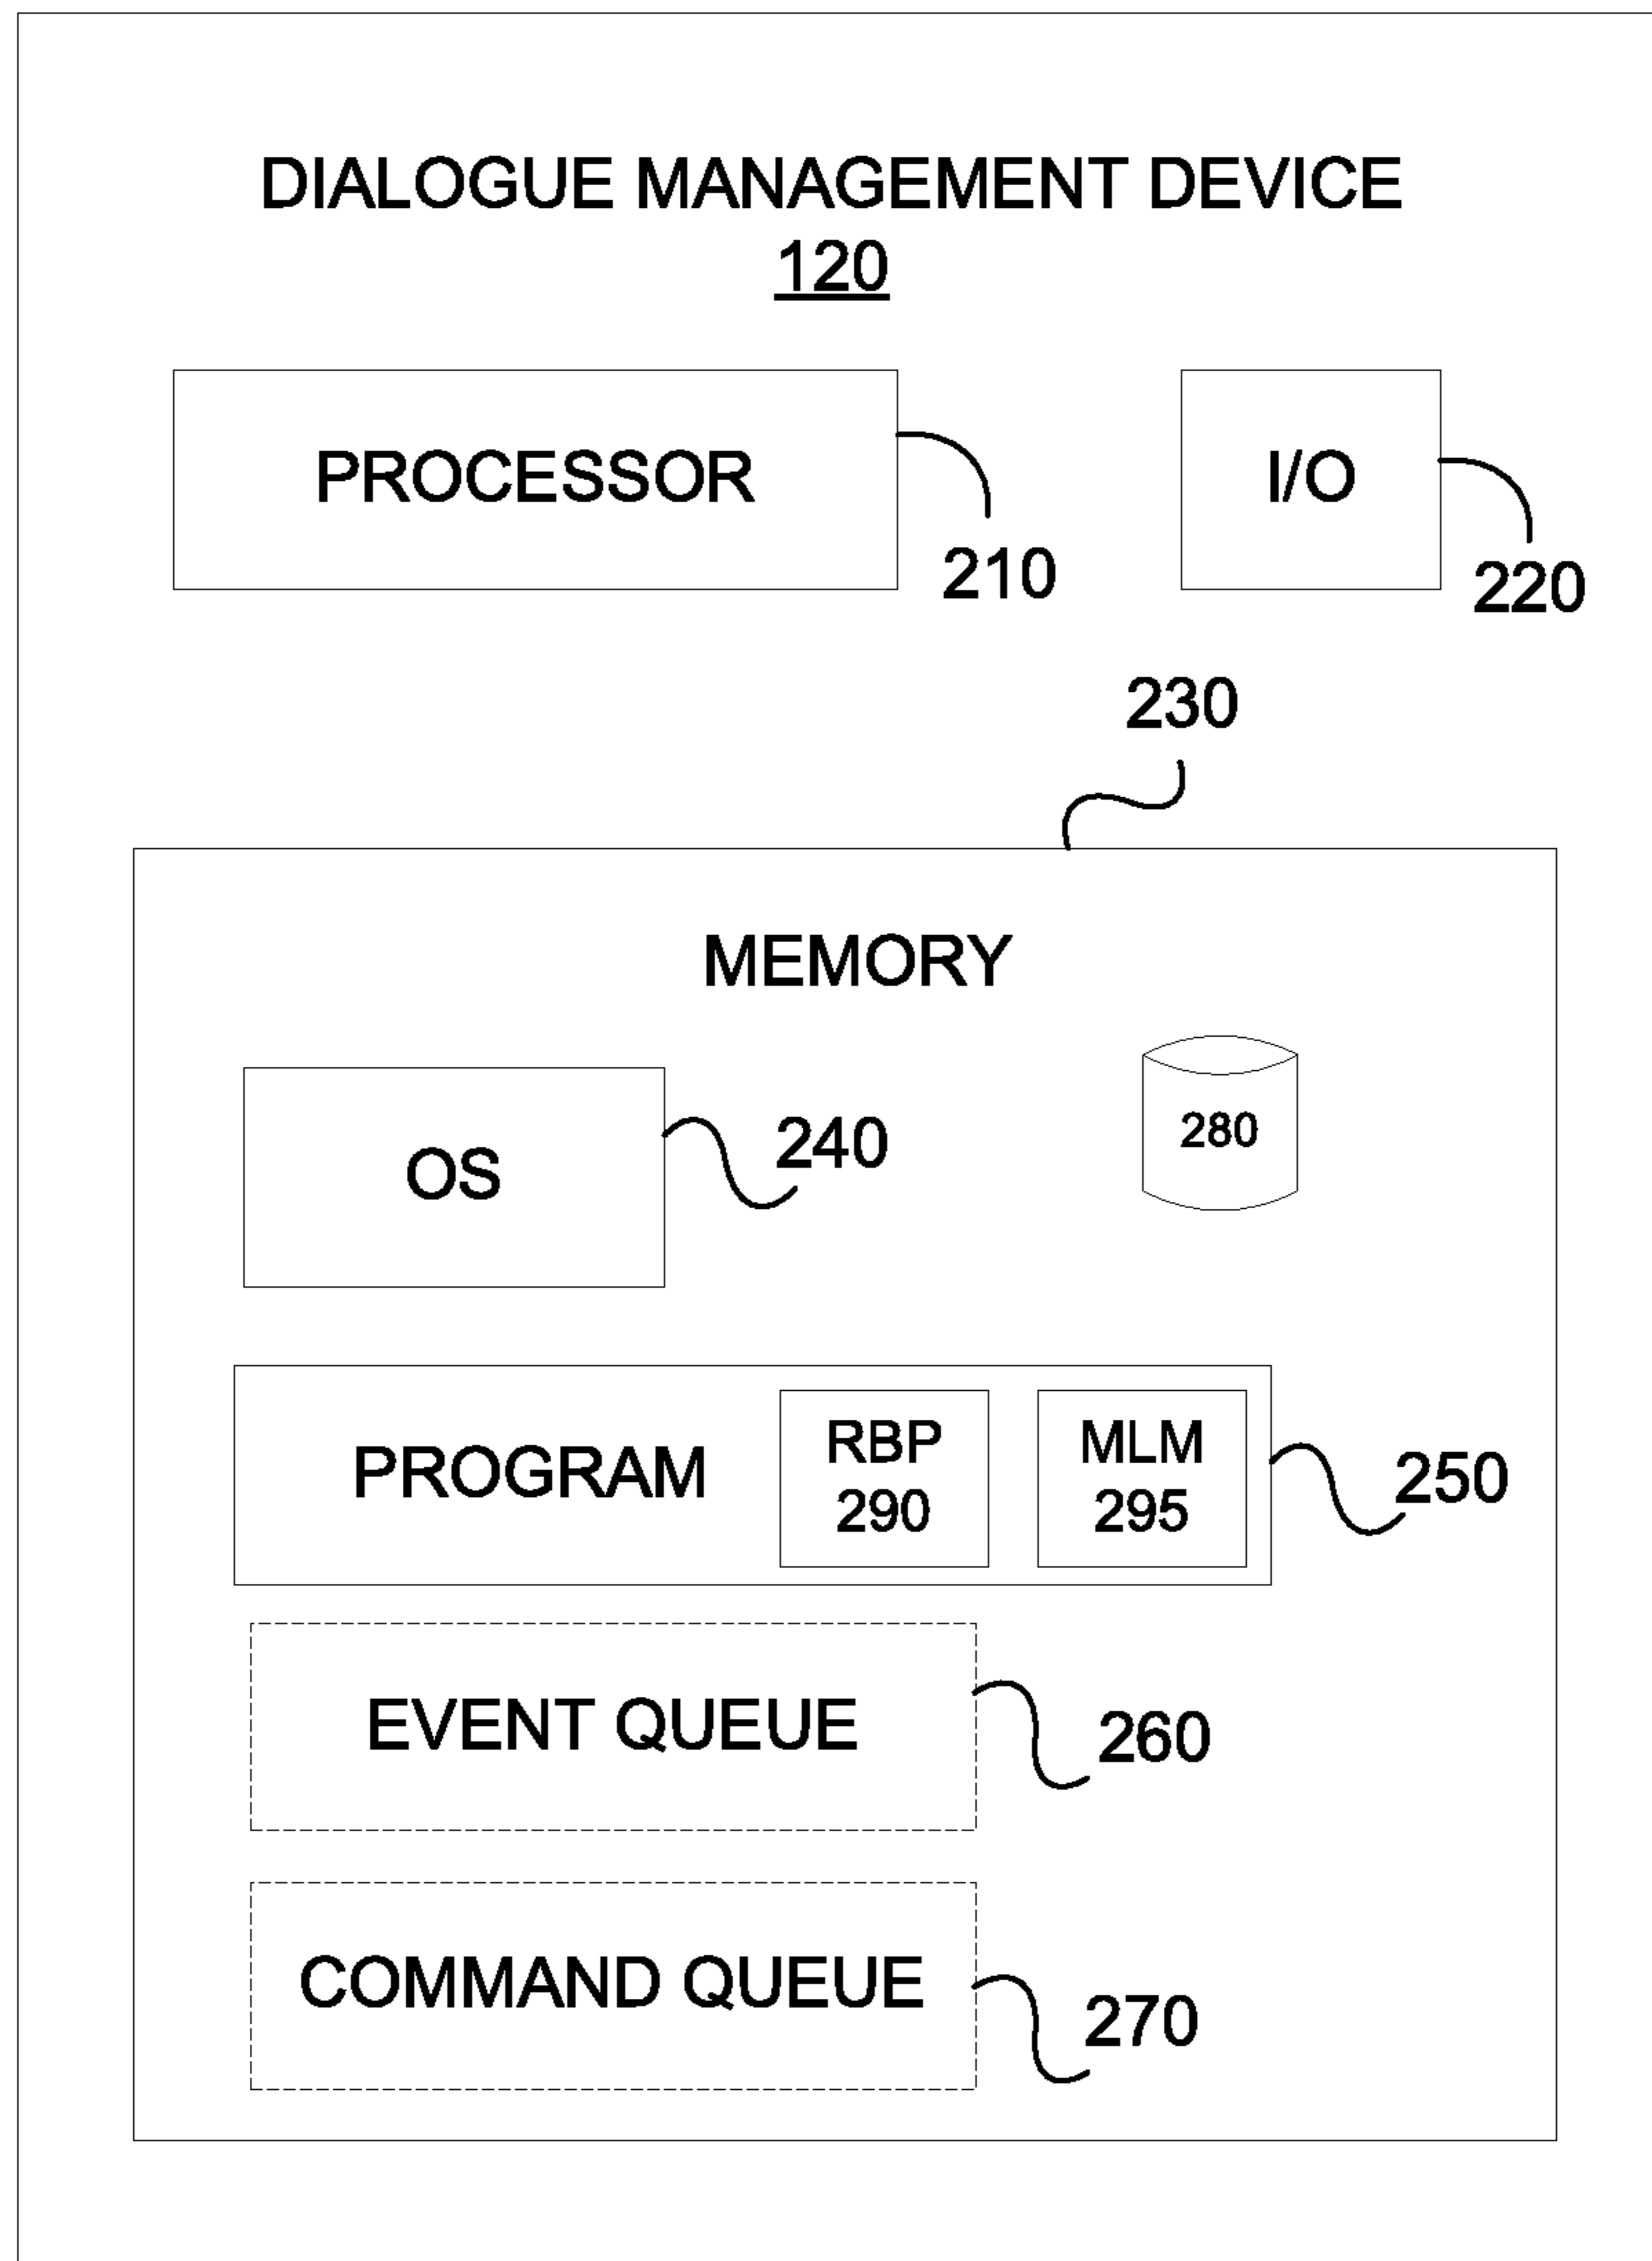 DIALOGUE MANAGEMENT DEVICE
120
PROCESSOR
I/O
210
220
230
MEMORY
OS
240
280
PROGRAM
RBP
290
MLM
295
250
EVENT QUEUE
260
COMMAND QUEUE
270